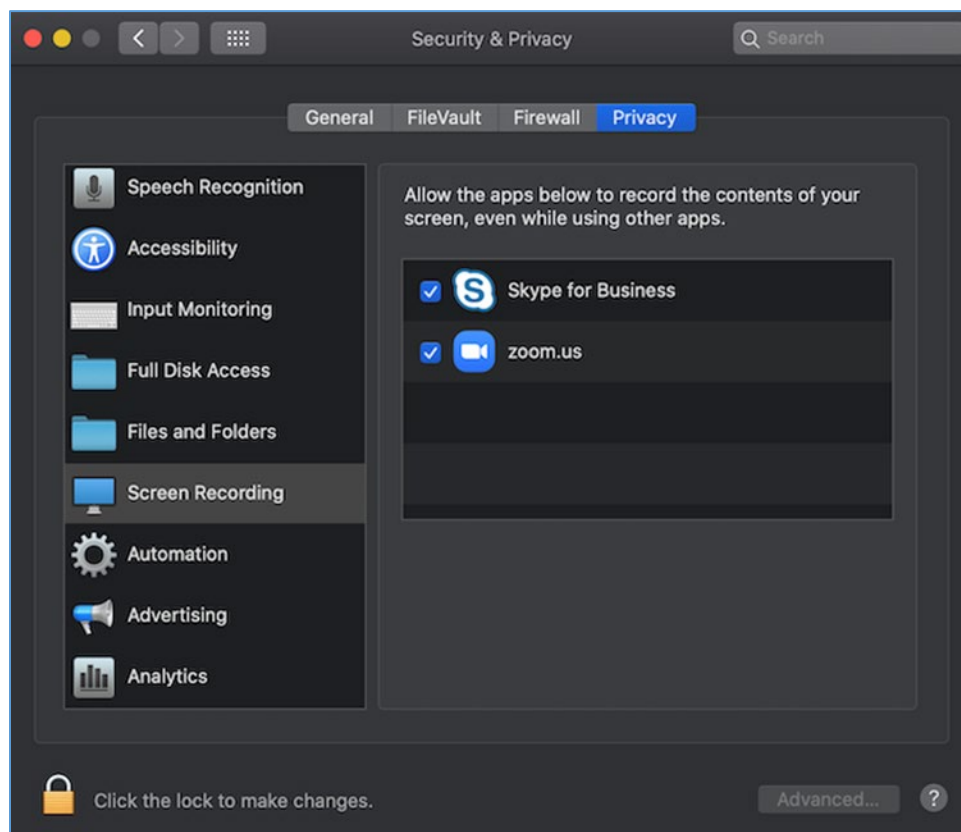 Security & Privacy
Search
General FileVault Firewall Privacy
Speech Recognition
Accessibility
Input Monitoring
Full Disk Access
Files and Folders
Screen Recording
Automation
Advertising
Analytics
Allow the apps below to record the contents of your
screen, even while using other apps.
Skype for Business
zoom.us
Click the lock to make changes.
Advanced...
?